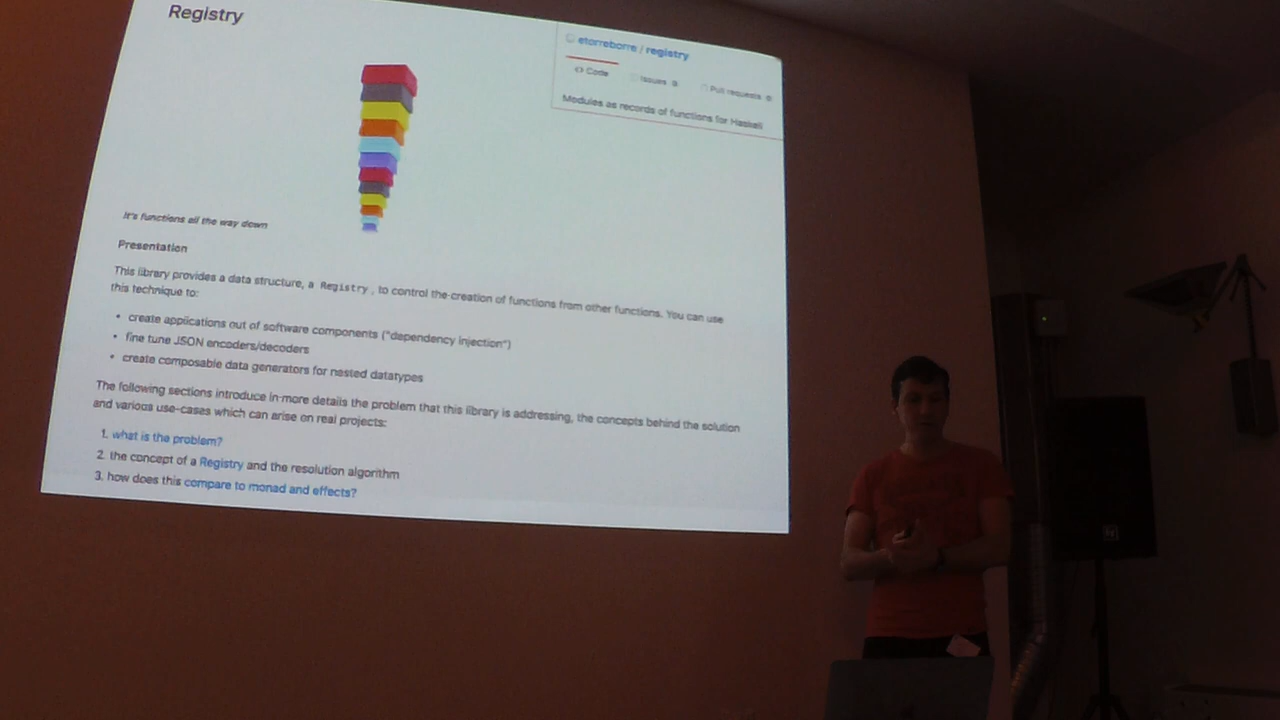 Registry
etorreborre / registry
<> Code
Issues 0
Pull requests 0
Modules as records of functions for Haskell
It's functions all the way down
Presentation
This library provides a data structure, a Registry, to control the creation of functions from other functions. You can use
this technique to:
• create applications out of software components ("dependency injection")
• fine tune JSON encoders/decoders
• create composable data generators for nested datatypes
The following sections introduce in more details the problem that this library is addressing, the concepts behind the solution
and various use-cases which can arise on real projects:
1. what is the problem?
2. the concept of a Registry and the resolution algorithm
3. how does this compare to monad and effects?